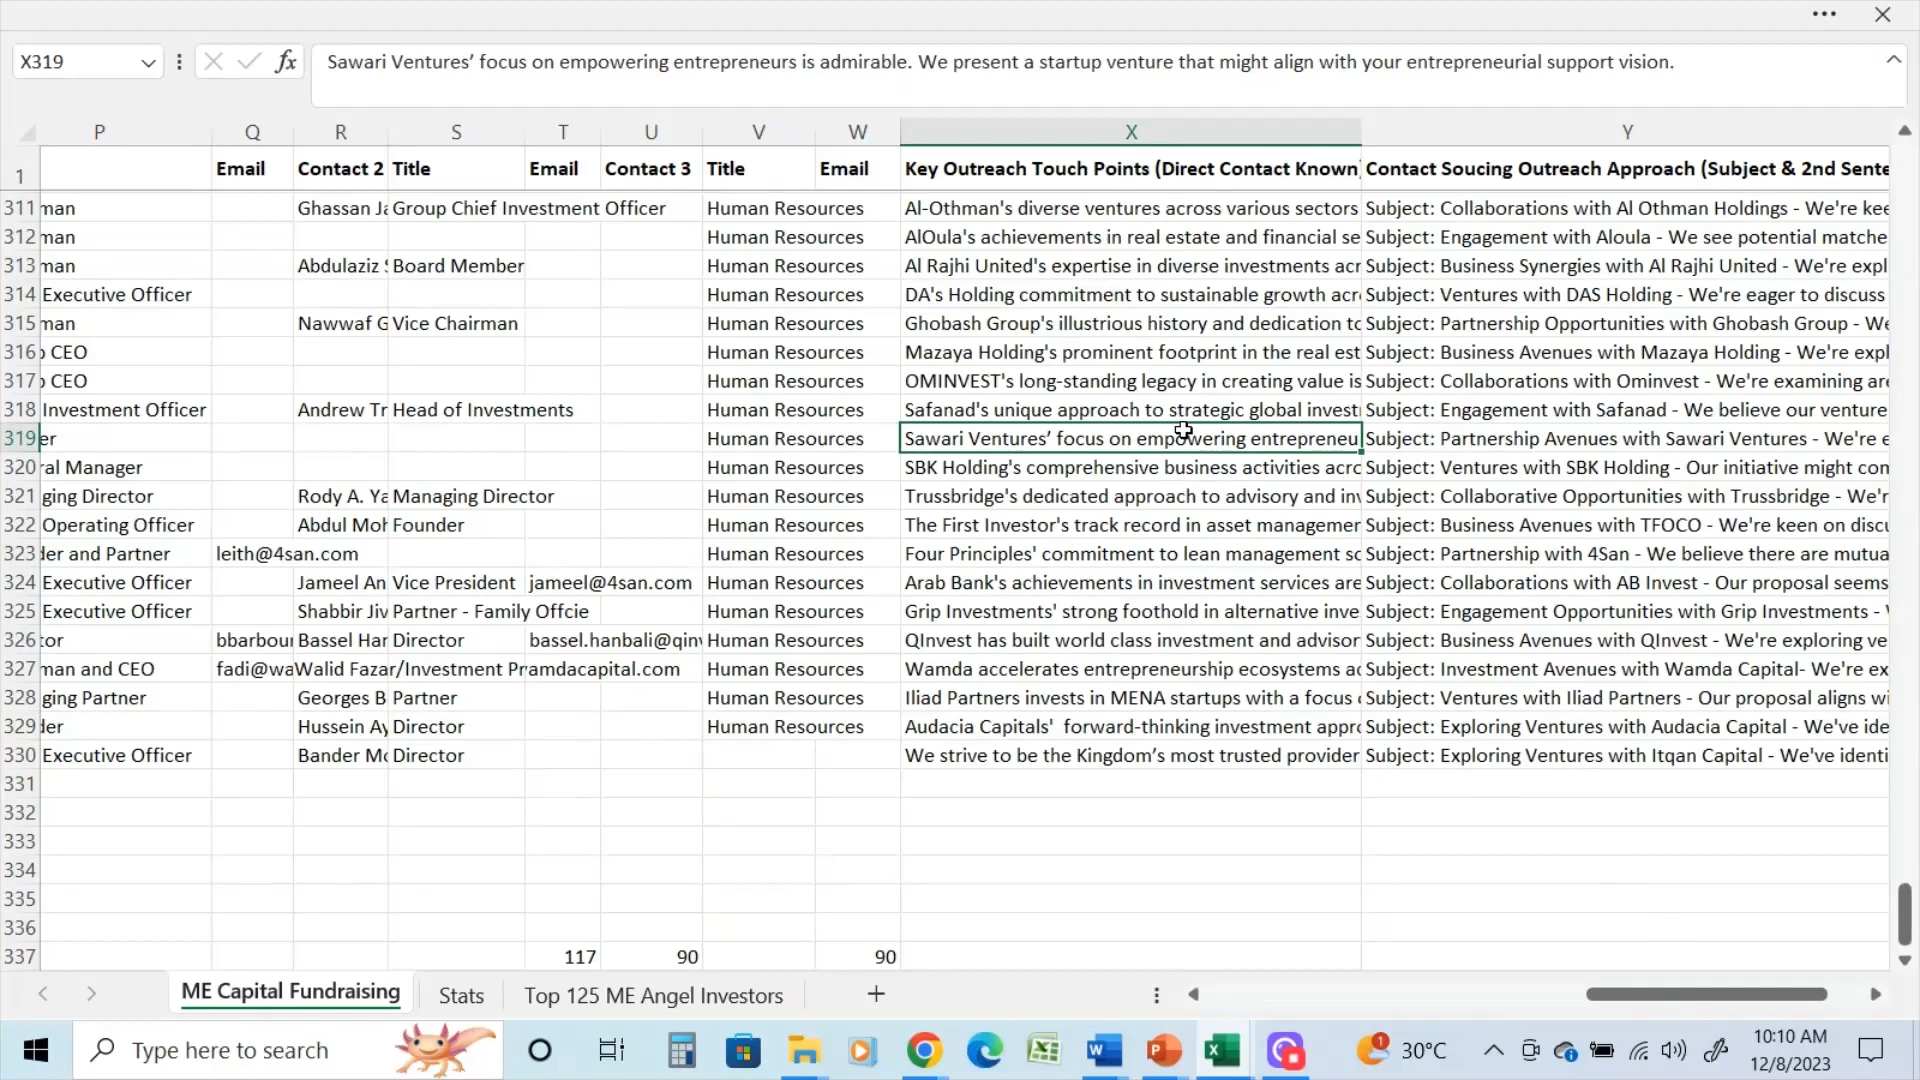 X319
fx
Sawari Ventures’ focus on empowering entrepreneurs is admirable. We present a startup venture that might align with your entrepreneurial support vision.
P Q R S T U V W X Y
1 Email Contact 2 Title Email Contact 3 Title Email Key Outreach Touch Points (Direct Contact Known) Contact Soucing Outreach Approach (Subject & 2nd Sente
311 man Ghassan Ja Group Chief Investment Officer Human Resources Al-Othman's diverse ventures across various sectors Subject: Collaborations with Al Othman Holdings - We're kee
312 man Human Resources AlOula's achievements in real estate and financial se Subject: Engagement with Aloula - We see potential matche
313 man Abdulaziz S Board Member Human Resources Al Rajhi United's expertise in diverse investments acr Subject: Business Synergies with Al Rajhi United - We're expl
314 Executive Officer Human Resources DA's Holding commitment to sustainable growth acro Subject: Ventures with DAS Holding - We're eager to discuss
315 man Nawwaf G Vice Chairman Human Resources Ghobash Group's illustrious history and dedication to Subject: Partnership Opportunities with Ghobash Group - We
316 o CEO Human Resources Mazaya Holding's prominent footprint in the real est Subject: Business Avenues with Mazaya Holding - We're expl
317 o CEO Human Resources OMINVEST's long-standing legacy in creating value is Subject: Collaborations with Ominvest - We're examining are
318 Investment Officer Andrew Tr Head of Investments Human Resources Safanad's unique approach to strategic global invest Subject: Engagement with Safanad - We believe our venture
319 er Human Resources Sawari Ventures’ focus on empowering entrepreneu Subject: Partnership Avenues with Sawari Ventures - We're e
320 ral Manager Human Resources SBK Holding's comprehensive business activities acro Subject: Ventures with SBK Holding - Our initiative might con
321 ging Director Rody A. Ya Managing Director Human Resources Trussbridge's dedicated approach to advisory and inv Subject: Collaborative Opportunities with Trussbridge - We'r
322 Operating Officer Abdul Moh Founder Human Resources The First Investor's track record in asset managemen Subject: Business Avenues with TFOCO - We're keen on discu
323 der and Partner leith@4san.com Human Resources Four Principles' commitment to lean management so Subject: Partnership with 4San - We believe there are mutua
324 Executive Officer Jameel An Vice President jameel@4san.com Human Resources Arab Bank's achievements in investment services are Subject: Collaborations with AB Invest - Our proposal seems
325 Executive Officer Shabbir Jiv Partner - Family Offcie Human Resources Grip Investments' strong foothold in alternative inve Subject: Engagement Opportunities with Grip Investments -
326 tor bbarbour Bassel Han Director bassel.hanbali@qinv Human Resources QInvest has built world class investment and advisor Subject: Business Avenues with QInvest - We're exploring ve
327 man and CEO fadi@wa Walid Fazar/Investment Pr amdacapital.com Human Resources Wamda accelerates entrepreneurship ecosystems ac Subject: Investment Avenues with Wamda Capital- We're ex
328 ging Partner Georges B Partner Human Resources Iliad Partners invests in MENA startups with a focus Subject: Ventures with Iliad Partners - Our proposal aligns wi
329 der Hussein Ay Director Human Resources Audacia Capitals' forward-thinking investment appro Subject: Exploring Ventures with Audacia Capital - We've ide
330 Executive Officer Bander Mo Director We strive to be the Kingdom’s most trusted provider Subject: Exploring Ventures with Itqan Capital - We've identi
331
332
333
334
335
336
337 117 90 90
ME Capital Fundraising Stats Top 125 ME Angel Investors
Type here to search
1 30°C
10:10 AM
12/8/2023